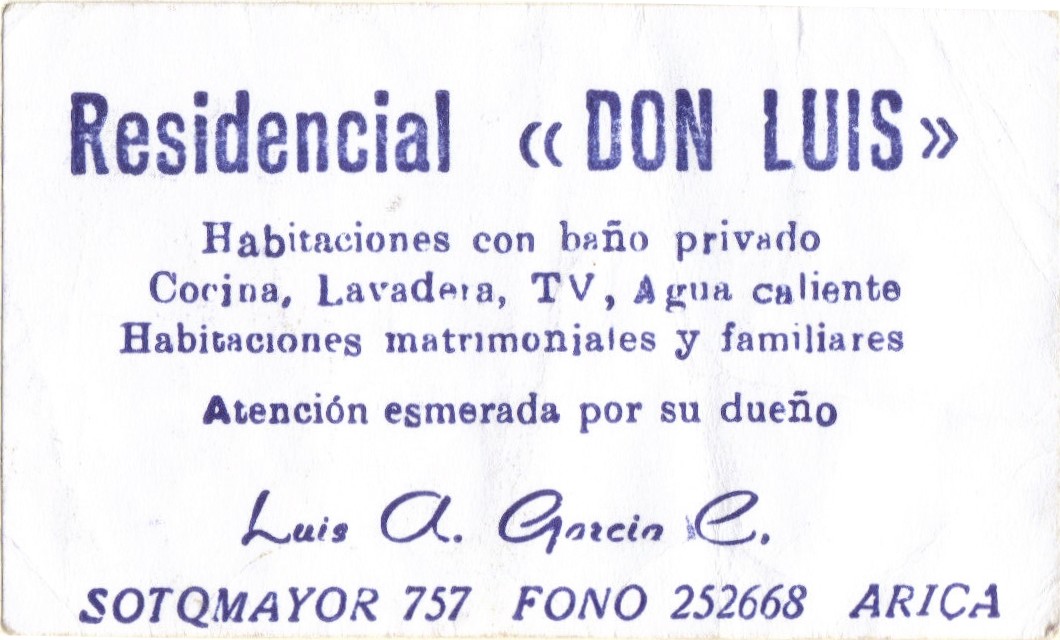 Residencial « DON LUIS »
Habitaciones con baño privado
Cocina, Lavadera, TV, Agua caliente
Habitaciones matrimoniales y familiares
Atención esmerada por su dueño
Luis A. Garcia C.
SOTOMAYOR 757 FONO 252668 ARICA